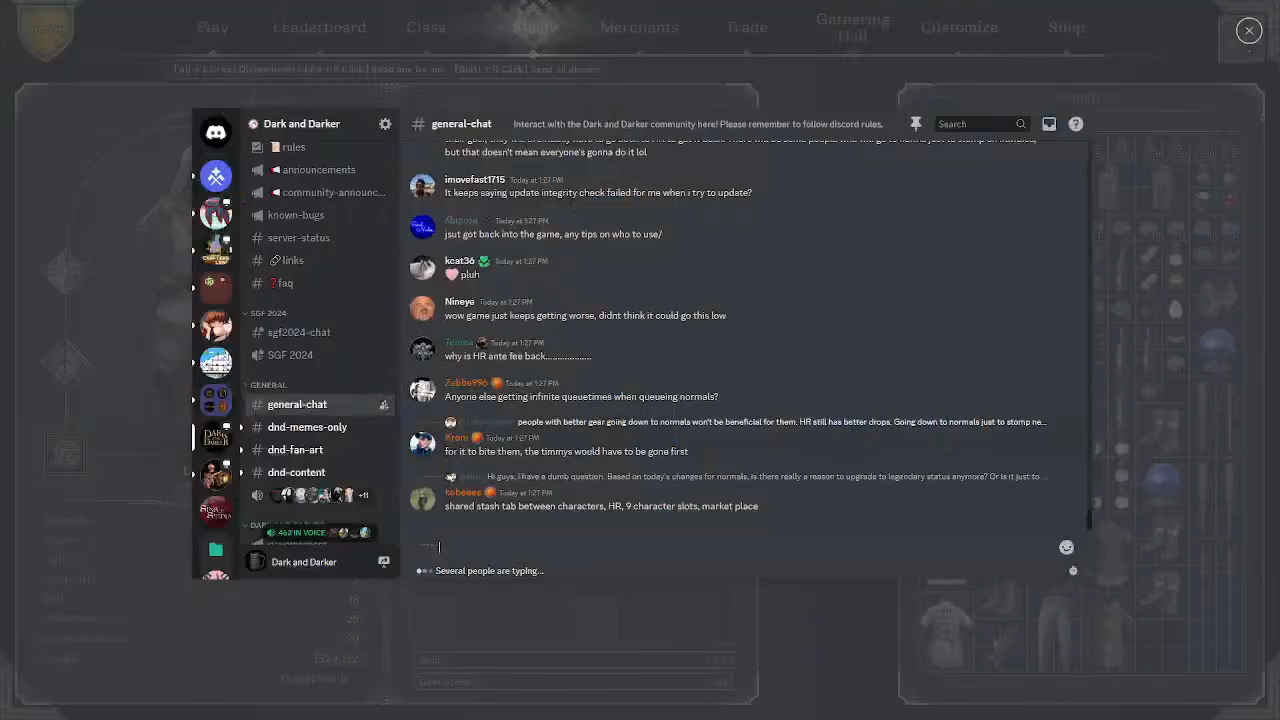 Play
Leaderboard
Class
Stash
Merchants
Trade
Gathering
Hall
Customize
Shop
Dark and Darker
rules
announcements
community-announc...
known-bugs
server-status
links
faq
SGF 2024
sgf2024-chat
SGF 2024
GENERAL
general-chat
dnd-memes-only
dnd-fan-art
dnd-content
+11
462 IN VOICE
Dark and Darker
general-chat
Interact with the Dark and Darker community here! Please remember to follow discord rules.
Search
but that doesn't mean everyone's gonna do it lol
imovefast1715 Today at 1:27 PM
It keeps saying update integrity check failed for me when i try to update?
Today at 1:27 PM
jsut got back into the game, any tips on who to use/
kcat36 Today at 1:27 PM
pluh
Nineye Today at 1:27 PM
wow game just keeps getting worse, didnt think it could go this low
Today at 1:27 PM
why is HR ante fee back..................
Zebbe996 Today at 1:27 PM
Anyone else getting infinite queuetimes when queueing normals?
people with better gear going down to normals won't be beneficial for them. HR still has better drops. Going down to normals just to stomp ne...
Krom Today at 1:27 PM
for it to bite them, the timmys would have to be gone first
Hi guys, I have a dumb question. Based on today's changes for normals, is there really a reason to upgrade to legendary status anymore? Or is it just to ...
kobeeec Today at 1:27 PM
shared stash tab between characters, HR, 9 character slots, market place
Several people are typing...